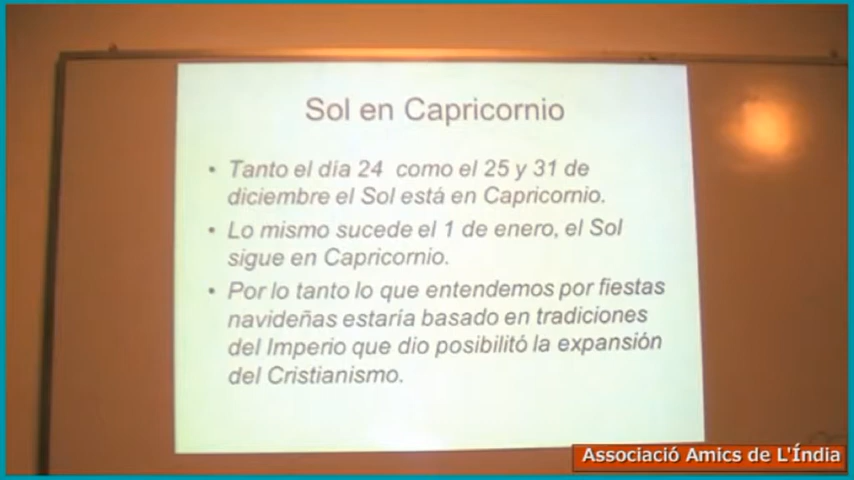 Sol en Capricornio
• Tanto el día 24 como el 25 y 31 de
diciembre el Sol está en Capricornio.
• Lo mismo sucede el 1 de enero, el Sol
sigue en Capricornio.
• Por lo tanto lo que entendemos por fiestas
navideñas estaría basado en tradiciones
del Imperio que dio posibilitó la expansión
del Cristianismo.
Associació Amics de L'Índia